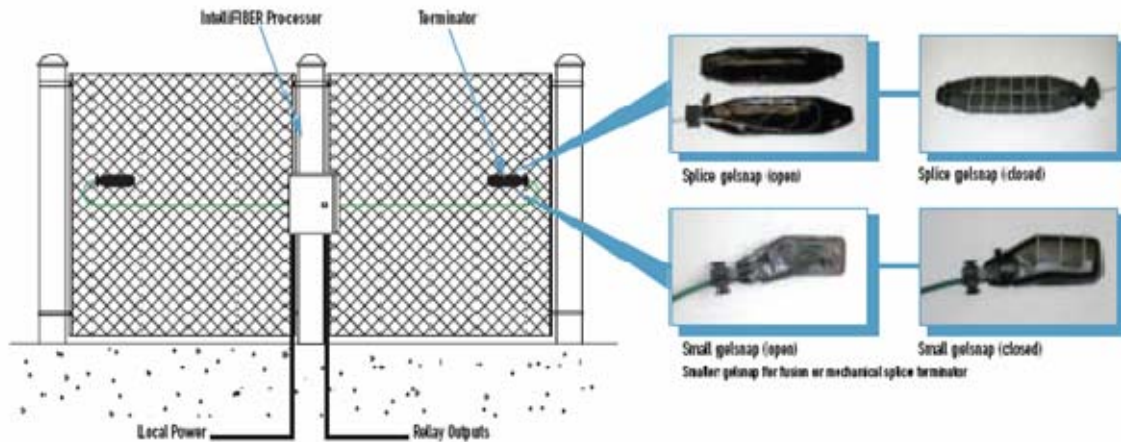 IntelliFIBER Processor
Terminator
Splice gelsnap (open)
Splice gelsnap (closed)
Small gelsnap (open)
Small gelsnap (closed)
Smaller gelsnap for fusion or mechanical splice terminator
Local Power
Relay Outputs